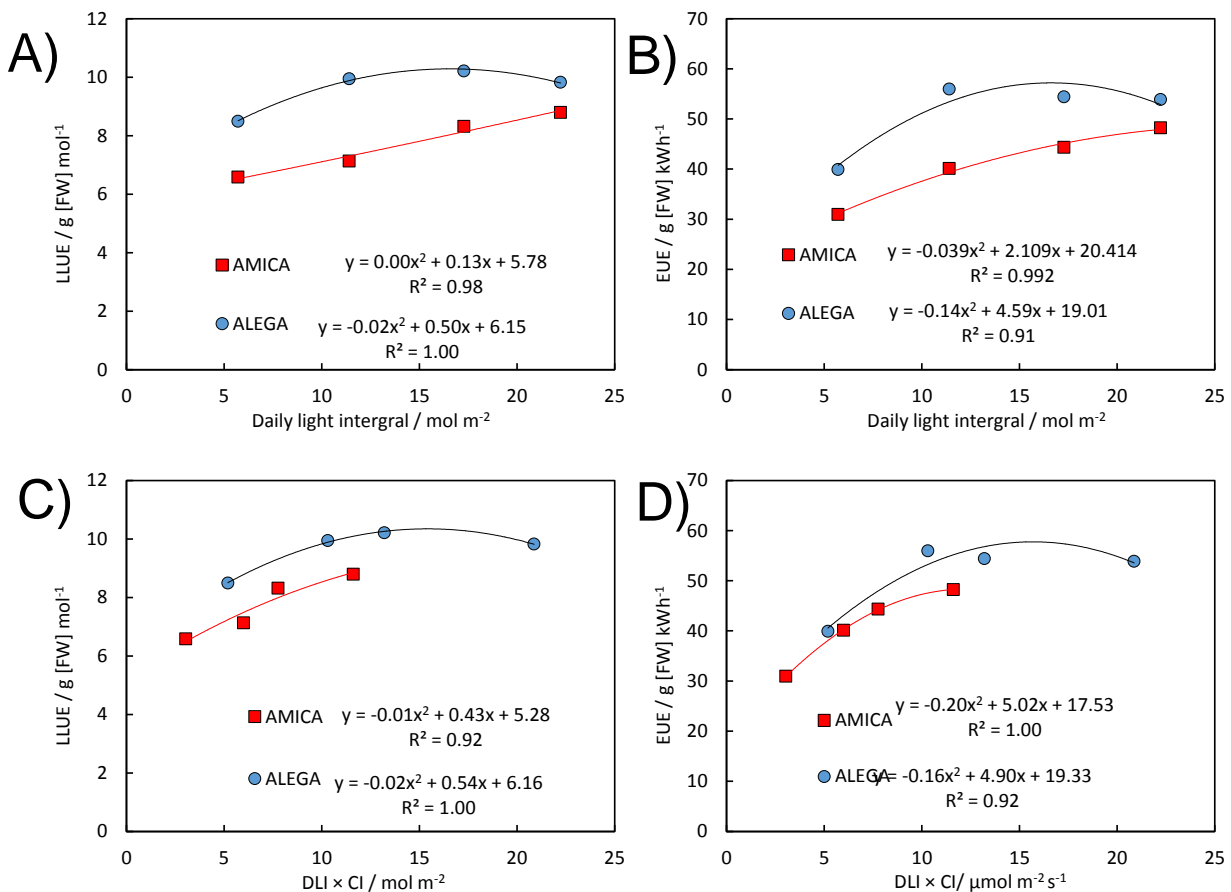 A)
12
10
8
6
4
2
0
LLUE / g [FW] mol⁻¹
AMICA
y = 0.00x² + 0.13x + 5.78
R² = 0.98
ALEGA
y = -0.02x² + 0.50x + 6.15
R² = 1.00
0 5 10 15 20 25
Daily light intergral / mol m⁻²
B)
70
60
50
40
30
20
10
0
EUE / g [FW] kWh⁻¹
AMICA
y = -0.039x² + 2.109x + 20.414
R² = 0.992
ALEGA
y = -0.14x² + 4.59x + 19.01
R² = 0.91
0 5 10 15 20 25
Daily light intergral / mol m⁻²
C)
12
10
8
6
4
2
0
LLUE / g [FW] mol⁻¹
AMICA
y = -0.01x² + 0.43x + 5.28
R² = 0.92
ALEGA
y = -0.02x² + 0.54x + 6.16
R² = 1.00
0 5 10 15 20 25
DLI × CI / mol m⁻²
D)
70
60
50
40
30
20
10
0
EUE / g [FW] kWh⁻¹
AMICA
y = -0.20x² + 5.02x + 17.53
R² = 1.00
ALEGA
y = -0.16x² + 4.90x + 19.33
R² = 0.92
0 5 10 15 20 25
DLI × CI/ μmol m⁻² s⁻¹